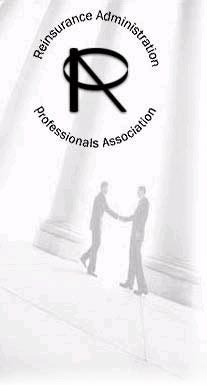 Reinsurance Administration
Professionals Association